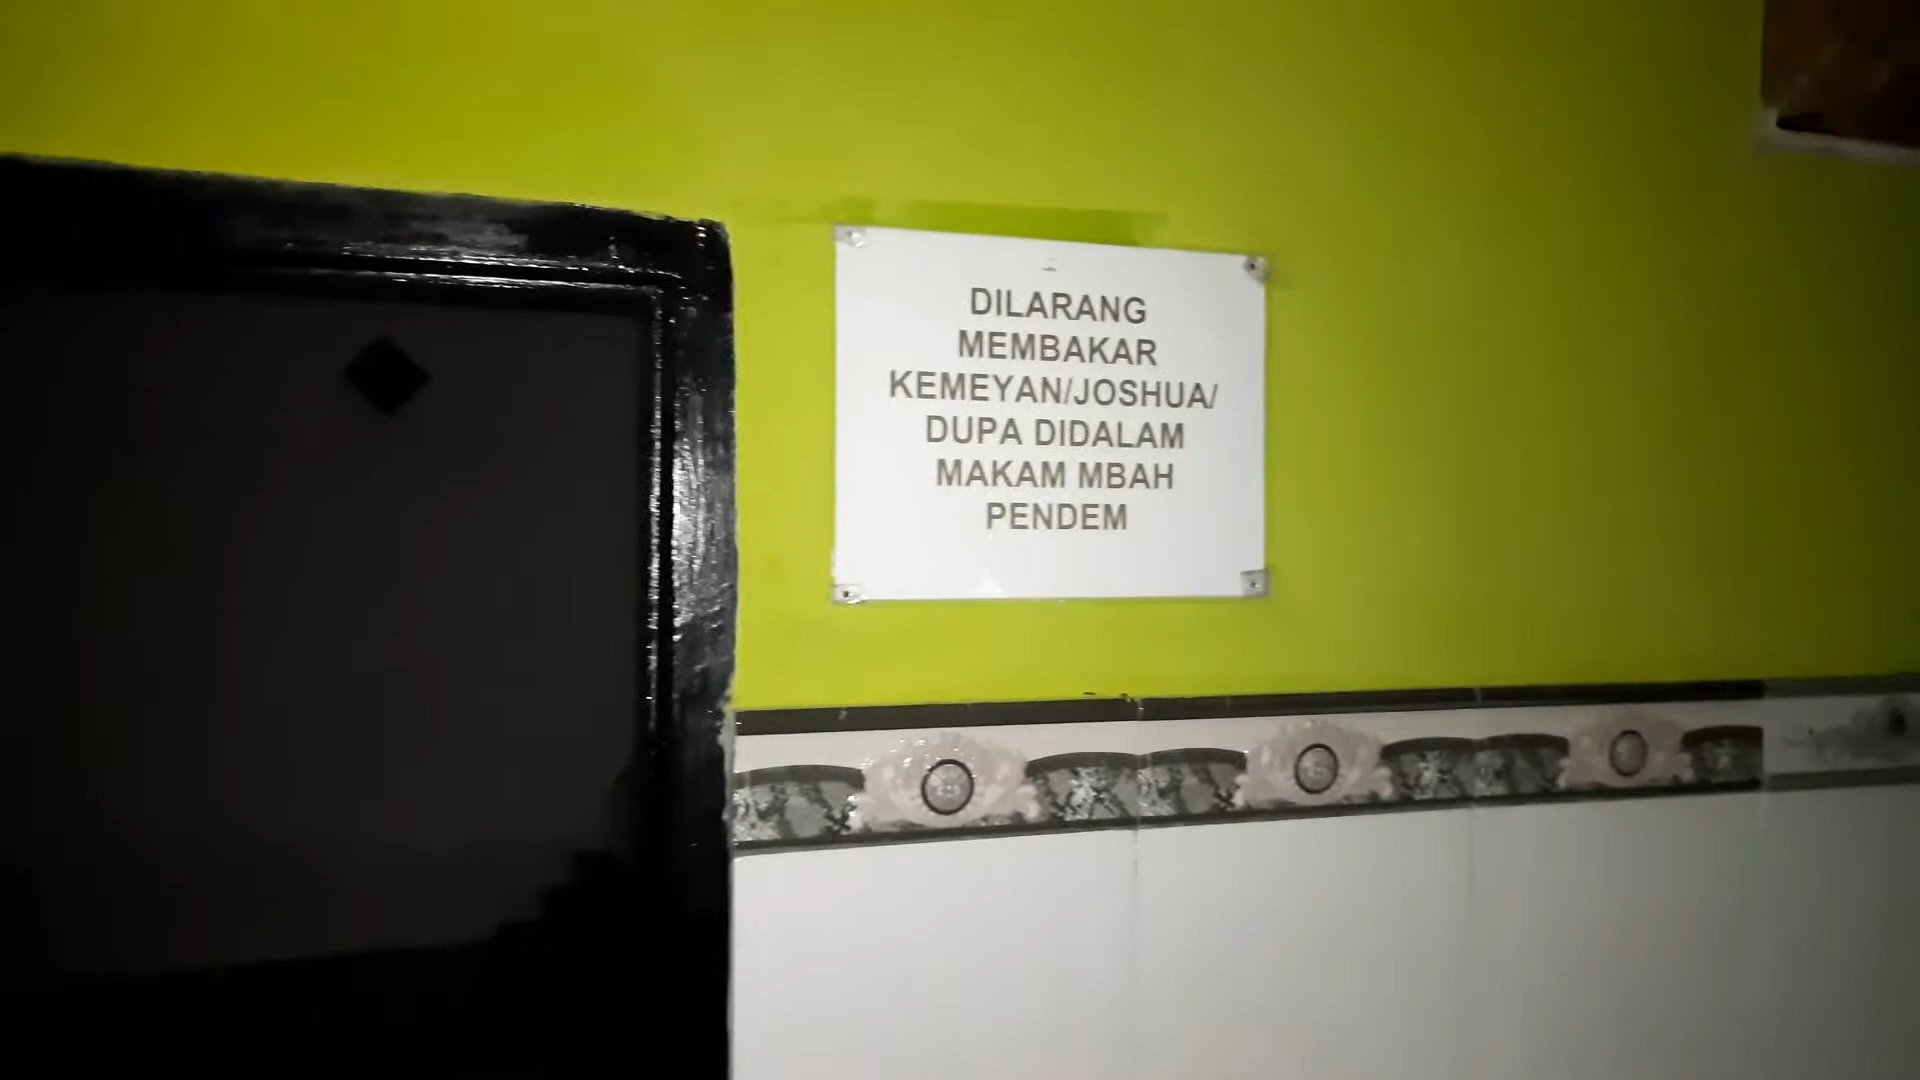 DILARANG
MEMBAKAR
KEMEYAN/JOSHUA/
DUPA DIDALAM
MAKAM MBAH
PENDEM